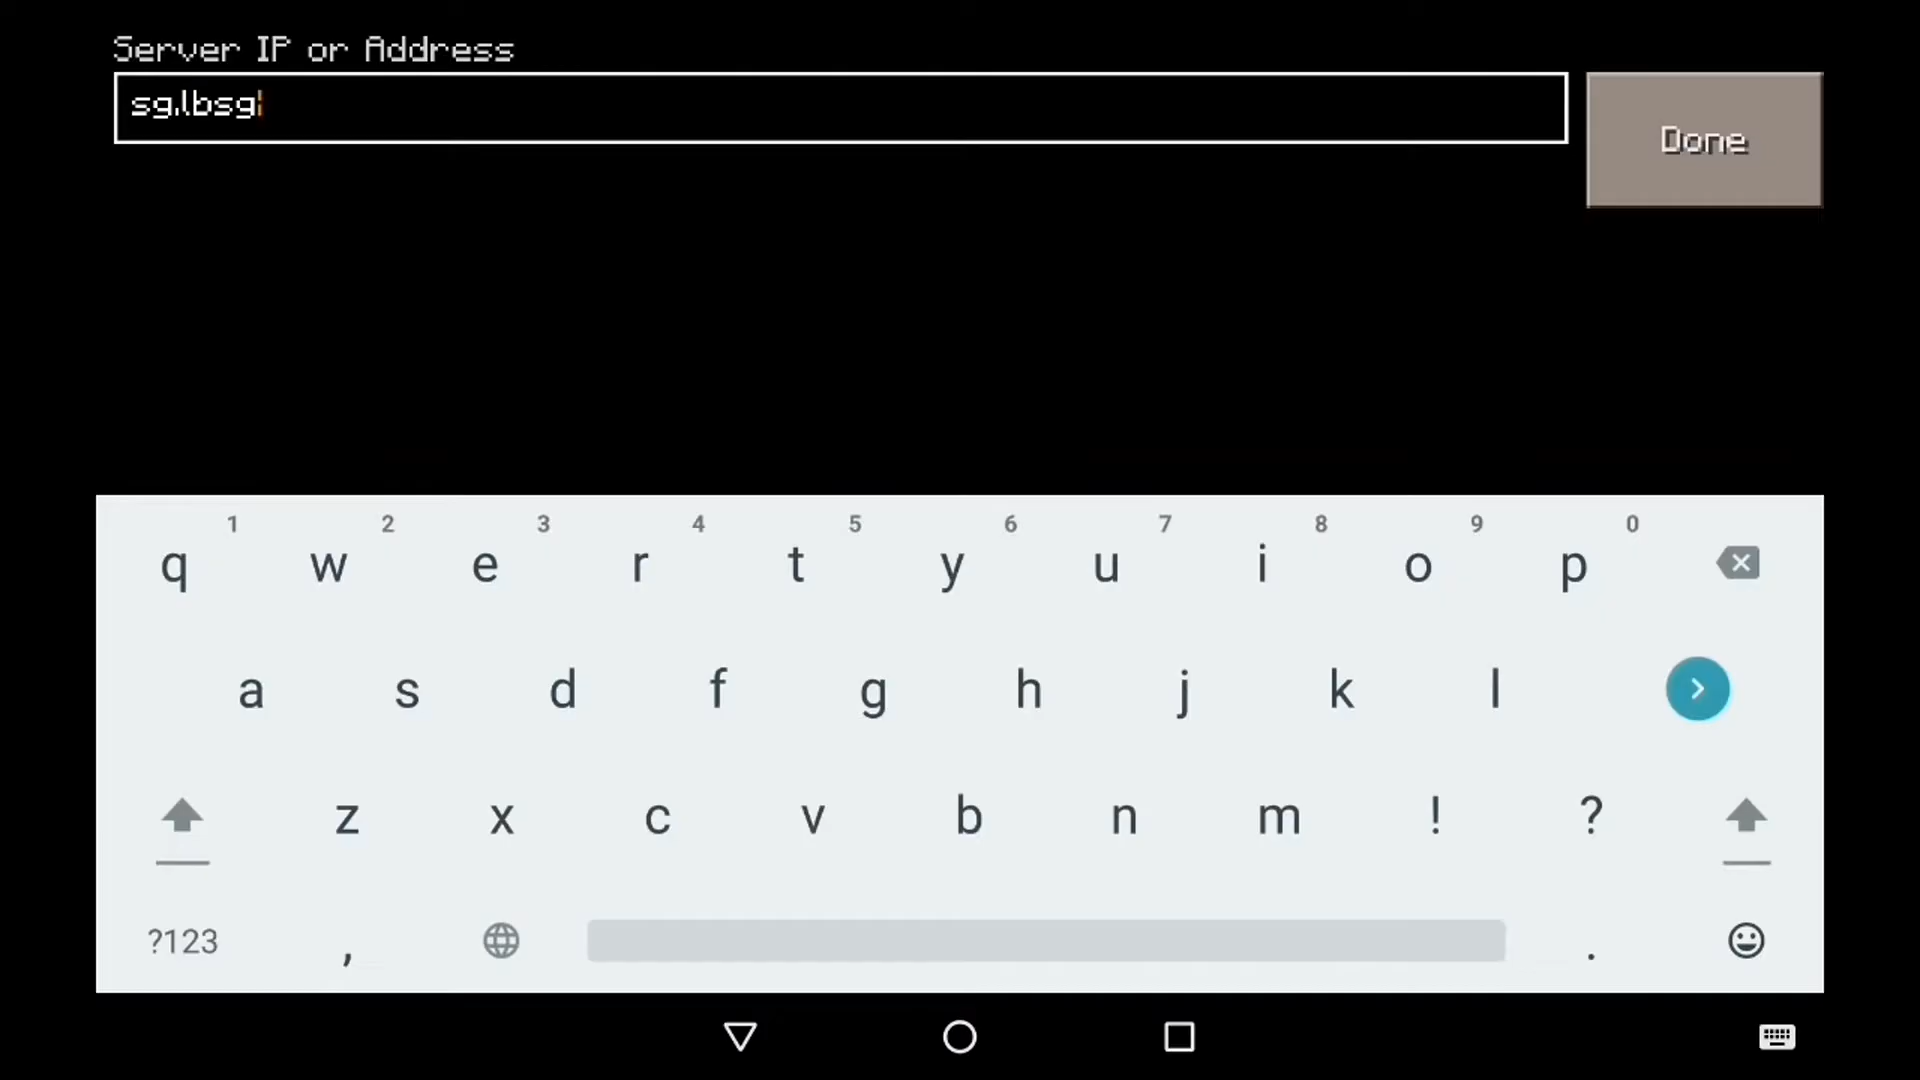 Server IP or Address
sg.lbsg
Done
1 2 3 4 5 6 7 8 9 0
q w e r t y u i o p
a s d f g h j k l
z x c v b n m ! ?
?123 , .